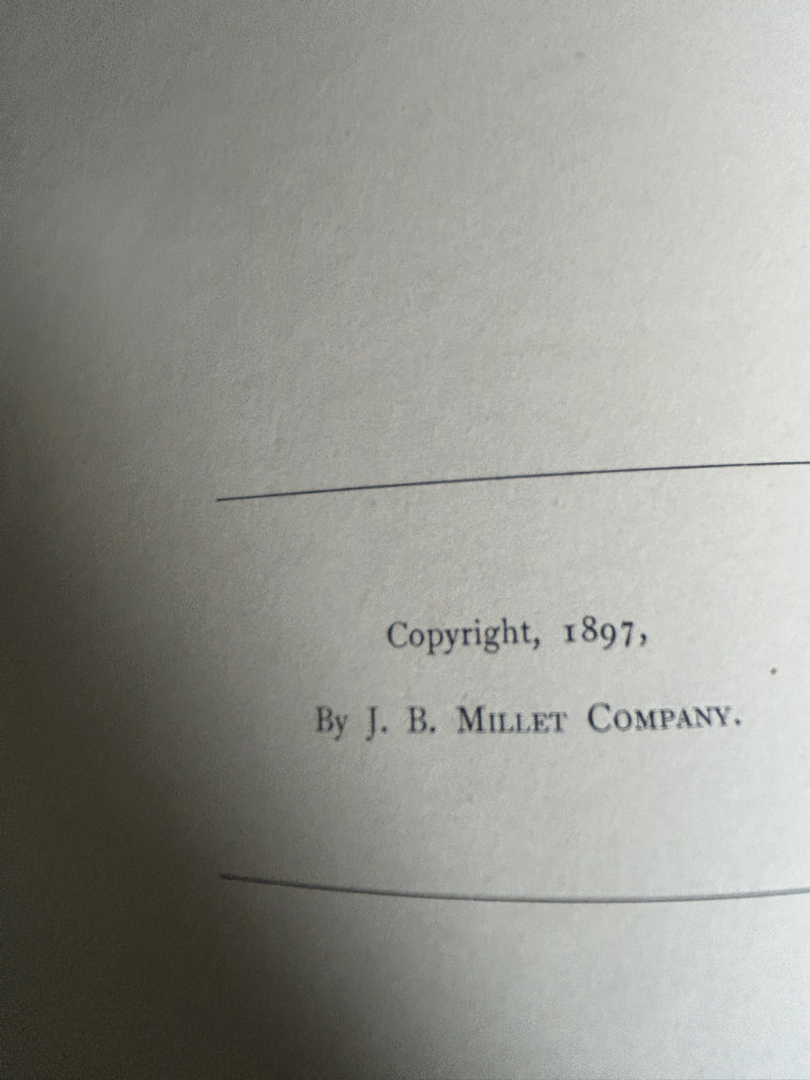 Copyright, 1897,
By J. B. MILLET COMPANY.